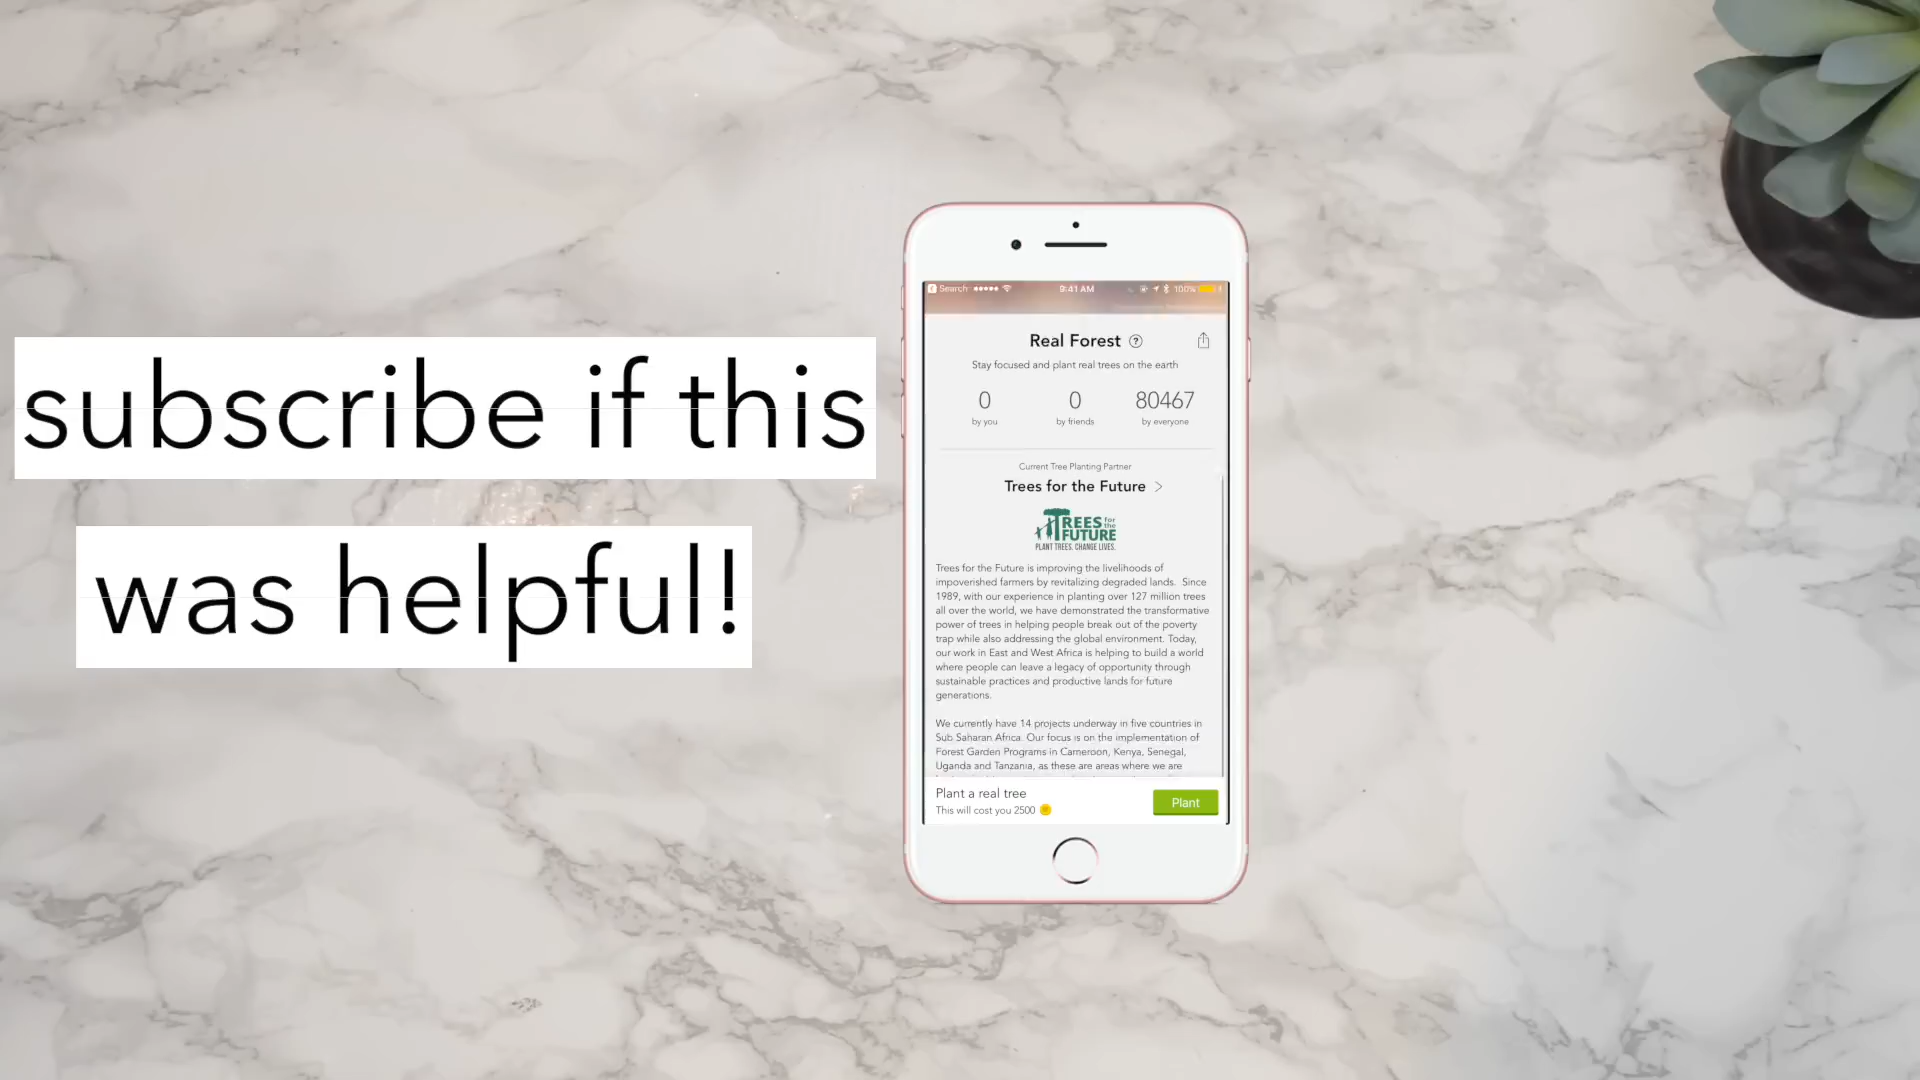 subscribe if this
was helpful!
Search 9:41 AM 100%
Real Forest ?
Stay focused and plant real trees on the earth
0 0 80467
by you by friends by everyone
Current Tree Planting Partner
Trees for the Future >
TREES for the
FUTURE
PLANT TREES. CHANGE LIVES.
Trees for the Future is improving the livelihoods of
impoverished farmers by revitalizing degraded lands. Since
1989, with our experience in planting over 127 million trees
all over the world, we have demonstrated the transformative
power of trees in helping people break out of the poverty
trap while also addressing the global environment. Today,
our work in East and West Africa is helping to build a world
where people can leave a legacy of opportunity through
sustainable practices and productive lands for future
generations.
We currently have 14 projects underway in five countries in
Sub Saharan Africa. Our focus is on the implementation of
Forest Garden Programs in Cameroon, Kenya, Senegal,
Uganda and Tanzania, as these are areas where we are
Plant a real tree
This will cost you 2500
Plant